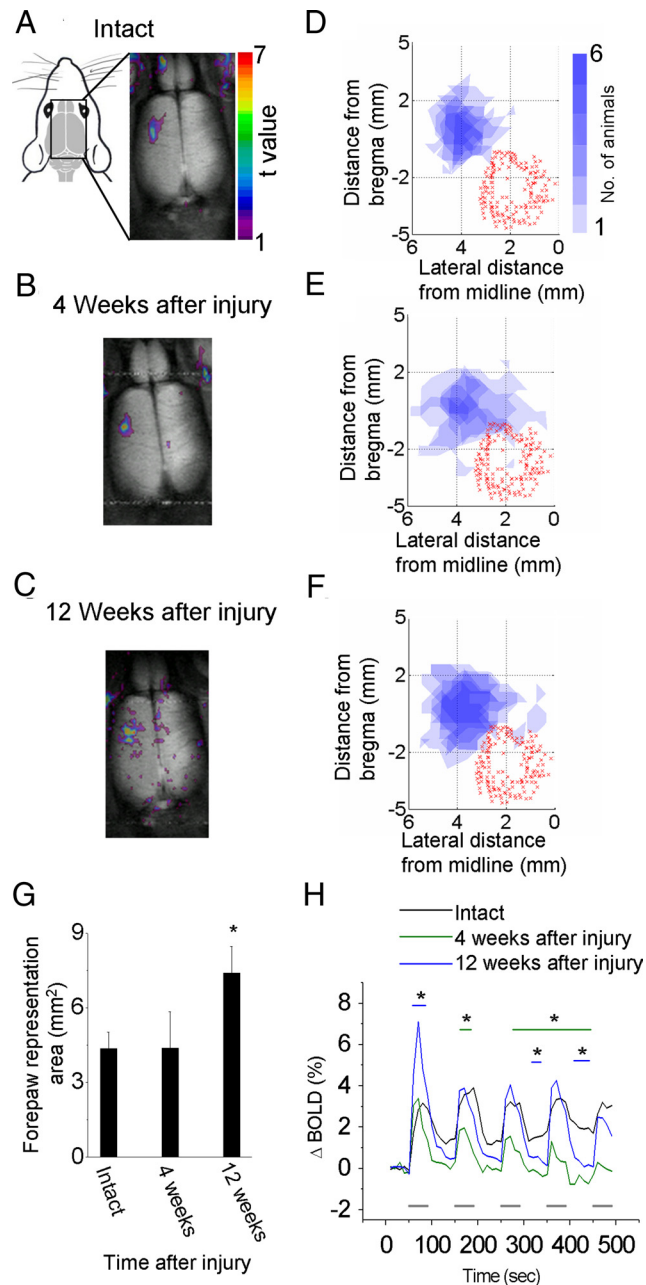 A
Intact
7
t value
1
B
4 Weeks after injury
C
12 Weeks after injury
D
5
2
-2
-5
Distance from
bregma (mm)
6 4 2 0
Lateral distance
from midline (mm)
6
No. of animals
1
E
5
2
-2
-5
Distance from
bregma (mm)
6 4 2 0
Lateral distance
from midline (mm)
F
5
2
-2
-5
Distance from
bregma (mm)
6 4 2 0
Lateral distance
from midline (mm)
G
9
6
3
0
Forepaw representation
area (mm²)
*
Intact
4 weeks
12 weeks
Time after injury
H
Intact
4 weeks after injury
12 weeks after injury
8
6
4
2
0
-2
Δ BOLD (%)
* * * * *
0 100 200 300 400 500
Time (sec)